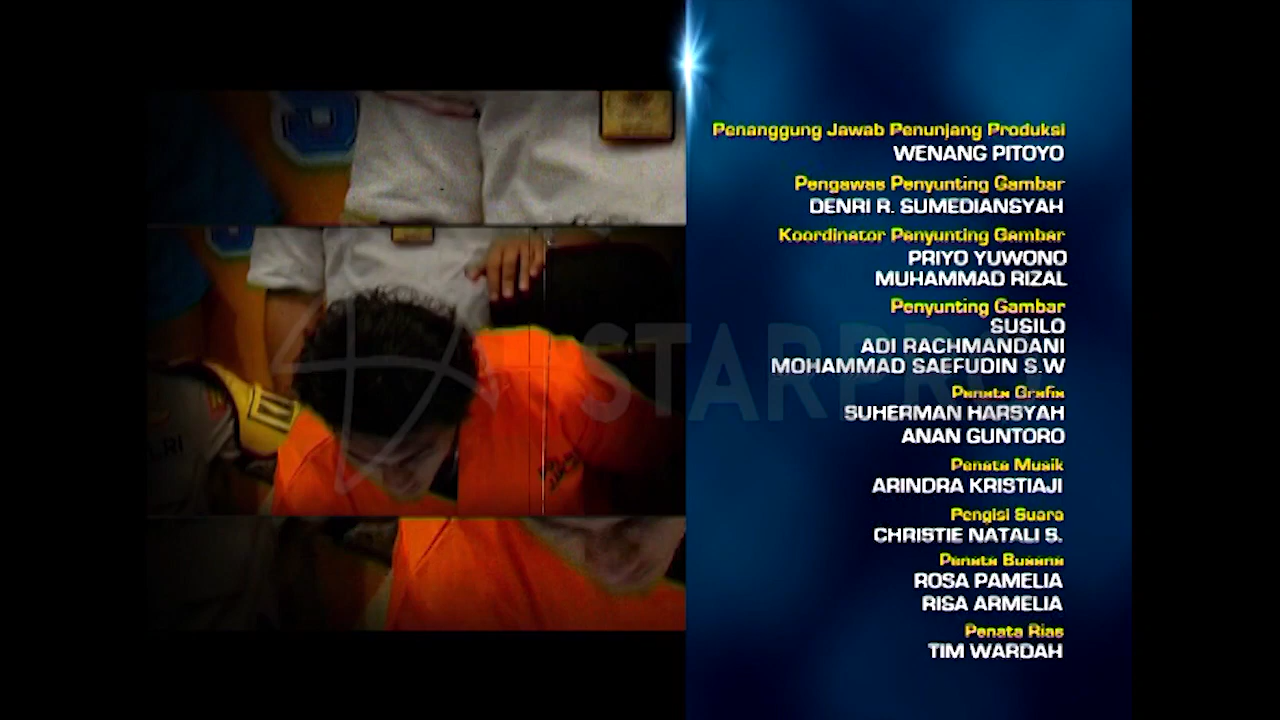 Penanggung Jawab Penunjang Produksi
WENANG PITOYO
Pengawas Penyunting Gambar
DENRI R. SUMEDIANSYAH
Koordinator Penyunting Gambar
PRIYO YUWONO
MUHAMMAD RIZAL
Penyunting Gambar
SUSILO
ADI RACHMANDANI
MOHAMMAD SAEFUDIN S.W
Penata Grafis
SUHERMAN HARSYAH
ANAN GUNTORO
Penata Musik
ARINDRA KRISTIAJI
Pengisi Suara
CHRISTIE NATALI S.
Penata Busana
ROSA PAMELIA
RISA ARMELIA
Penata Rias
TIM WARDAH
STARPRO